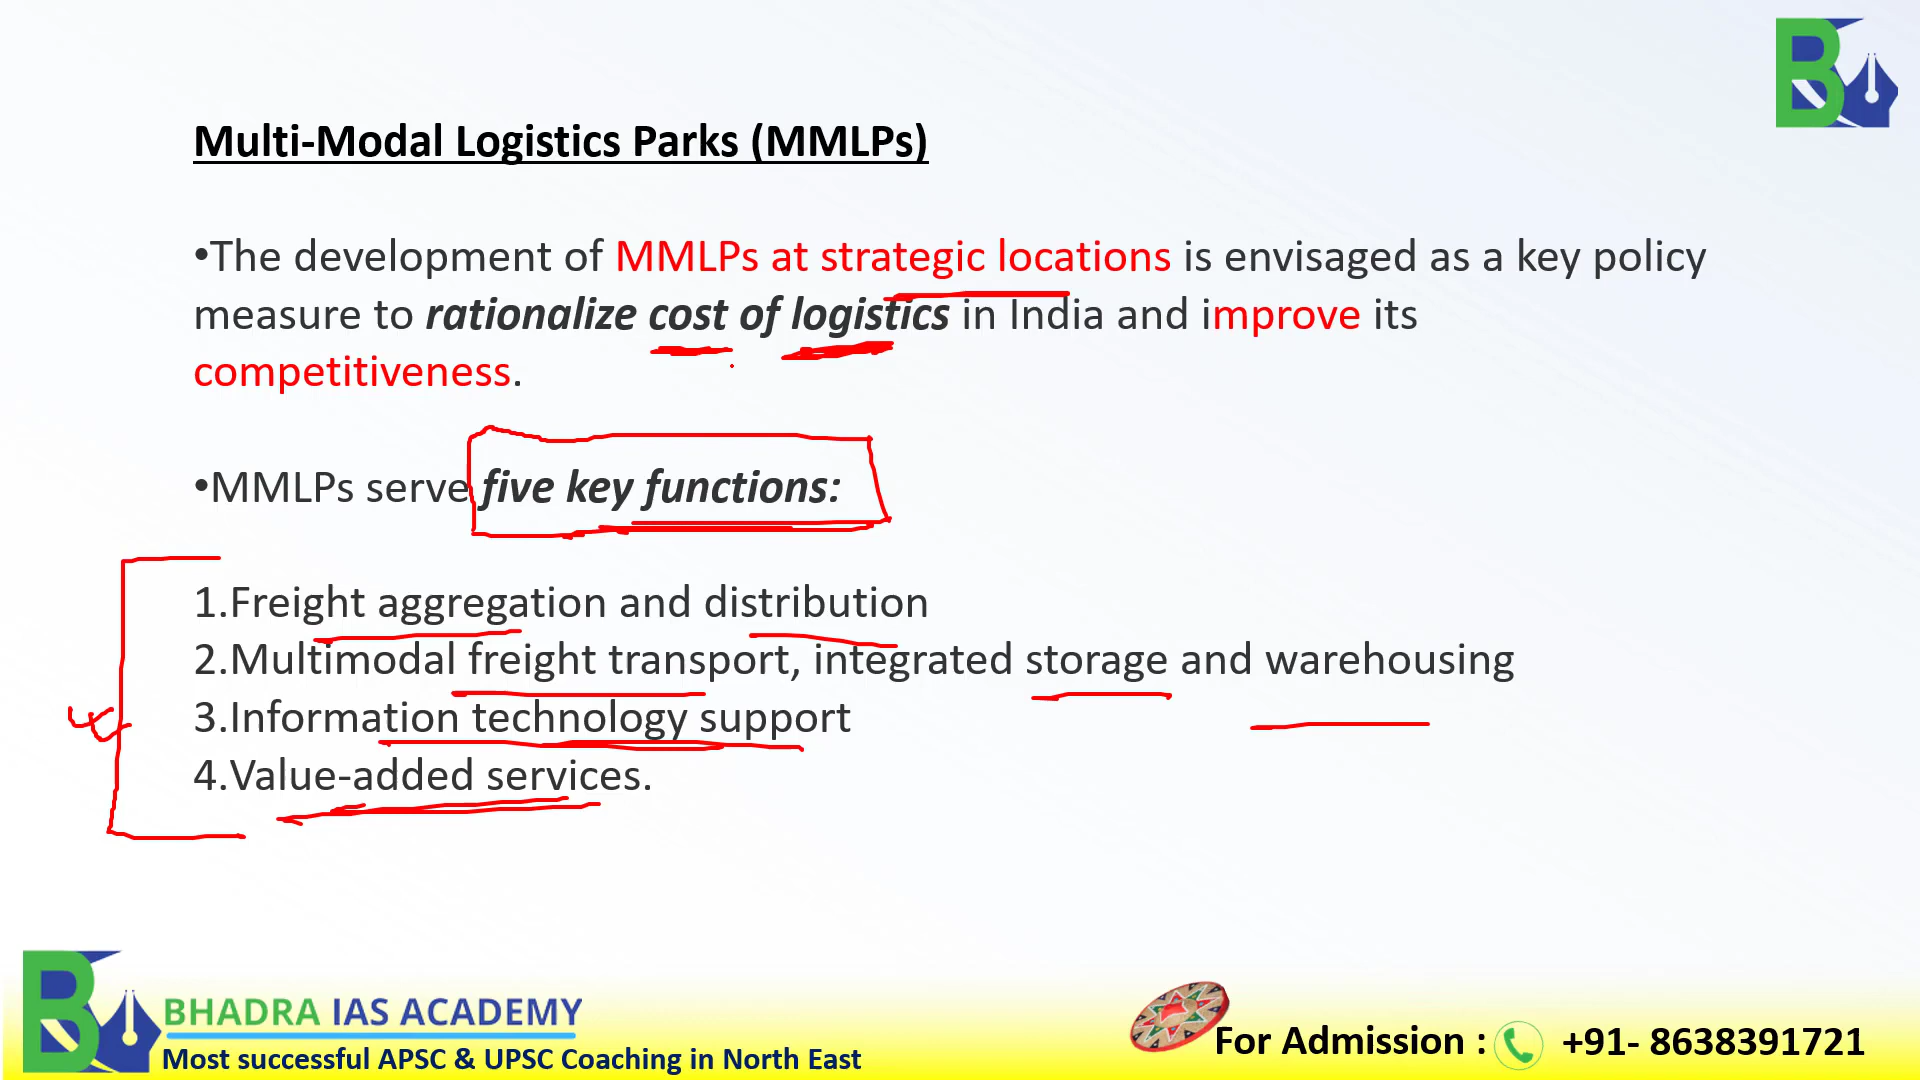 Multi-Modal Logistics Parks (MMLPs)
•The development of MMLPs at strategic locations is envisaged as a key policy
measure to rationalize cost of logistics in India and improve its
competitiveness.
•MMLPs serve five key functions:
1.Freight aggregation and distribution
2.Multimodal freight transport, integrated storage and warehousing
3.Information technology support
4.Value-added services.
BHADRA IAS ACADEMY
Most successful APSC & UPSC Coaching in North East
For Admission : +91- 8638391721